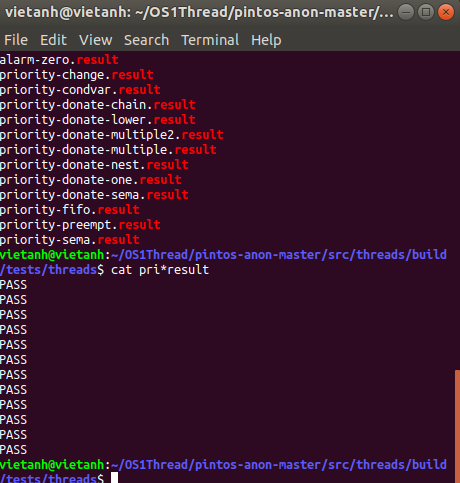 vietanh@vietanh: ~/OS1Thread/pintos-anon-master/...
File Edit View Search Terminal Help
alarm-zero.result
priority-change.result
priority-condvar.result
priority-donate-chain.result
priority-donate-lower.result
priority-donate-multiple2.result
priority-donate-multiple.result
priority-donate-nest.result
priority-donate-one.result
priority-donate-sema.result
priority-fifo.result
priority-preempt.result
priority-sema.result
vietanh@vietanh:~/OS1Thread/pintos-anon-master/src/threads/build
/tests/threads$ cat pri*result
PASS
PASS
PASS
PASS
PASS
PASS
PASS
PASS
PASS
PASS
PASS
PASS
vietanh@vietanh:~/OS1Thread/pintos-anon-master/src/threads/build
/tests/threads$